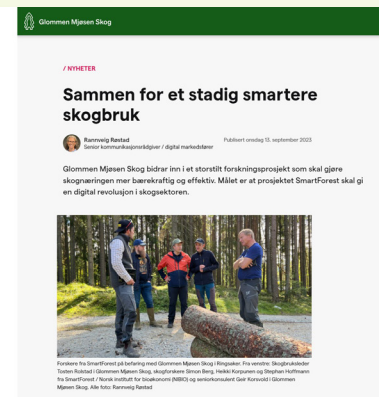 Glommen Mjøsen Skog
/ NYHETER
Sammen for et stadig smartere
skogbruk
Rannveig Røstad
Senior kommunikasjonsrådgiver / digital markedsfører
Publisert onsdag 13. september 2023
Glommen Mjøsen Skog bidrar inn i et storstilt forskningsprosjekt som skal gjøre
skognæringen mer bærekraftig og effektiv. Målet er at prosjektet SmartForest skal gi
en digital revolusjon i skogsektoren.
Forskere fra SmartForest på befaring med Glommen Mjøsen Skog i Ringsaker. Fra venstre: Skogbruksleder
Tosten Rolstad i Glommen Mjøsen Skog, skogforskere Simon Berg, Heikki Korpunen og Stephan Hoffmann
fra SmartForest / Norsk institutt for bioøkonomi (NIBIO) og seniorkonsulent Geir Korsvold i Glommen
Mjøsen Skog. Alle foto: Rannveig Røstad